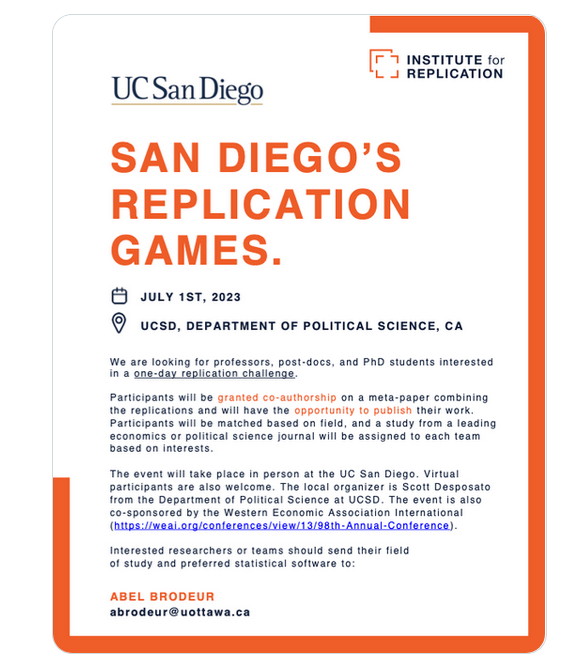 INSTITUTE for
REPLICATION
UC San Diego
SAN DIEGO’S
REPLICATION
GAMES.
JULY 1ST, 2023
UCSD, DEPARTMENT OF POLITICAL SCIENCE, CA
We are looking for professors, post-docs, and PhD students interested
in a one-day replication challenge.
Participants will be granted co-authorship on a meta-paper combining
the replications and will have the opportunity to publish their work.
Participants will be matched based on field, and a study from a leading
economics or political science journal will be assigned to each team
based on interests.
The event will take place in person at the UC San Diego. Virtual
participants are also welcome. The local organizer is Scott Desposato
from the Department of Political Science at UCSD. The event is also
co-sponsored by the Western Economic Association International
(https://weai.org/conferences/view/13/98th-Annual-Conference).
Interested researchers or teams should send their field
of study and preferred statistical software to:
ABEL BRODEUR
abrodeur@uottawa.ca